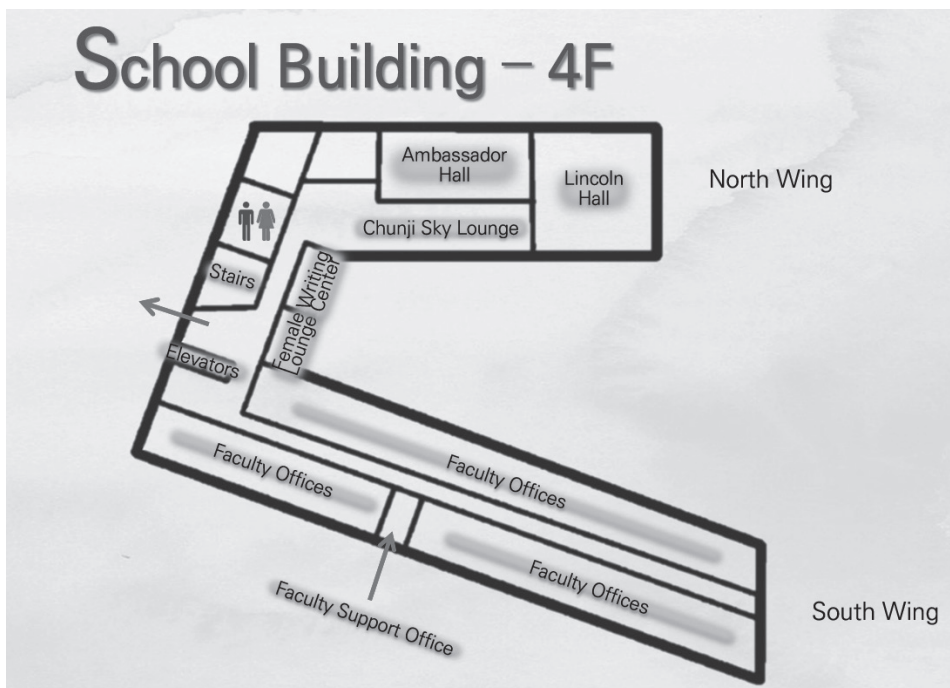 School Building – 4F
Ambassador
Hall
Lincoln
Hall
North Wing
Chunji Sky Lounge
Stairs
Writing
Center
Female
Lounge
Elevators
Faculty Offices
Faculty Offices
Faculty Offices
Faculty Support Office
South Wing